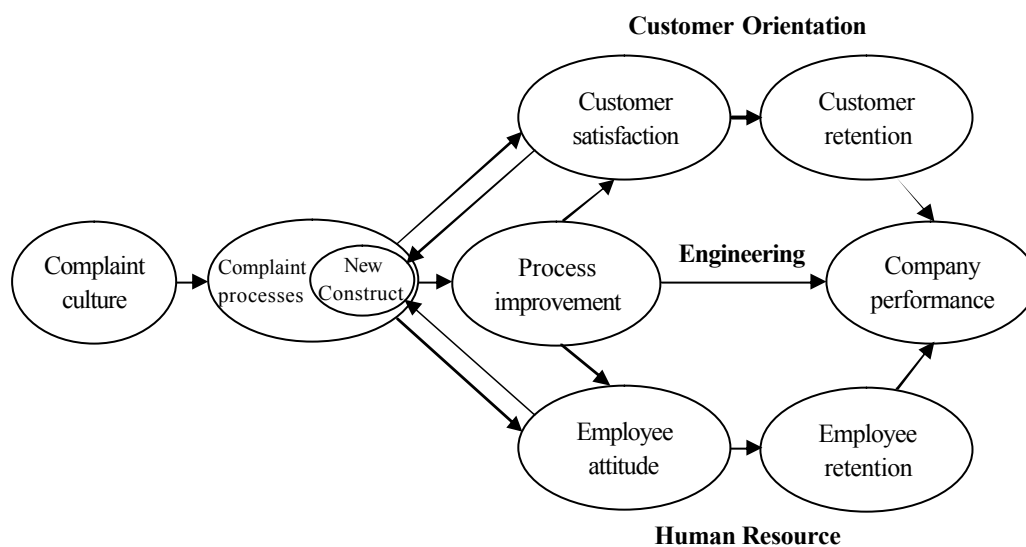 Customer Orientation
Customer
satisfaction
Customer
retention
Complaint
culture
Complaint
processes
New
Construct
Process
improvement
Engineering
Company
performance
Employee
attitude
Employee
retention
Human Resource